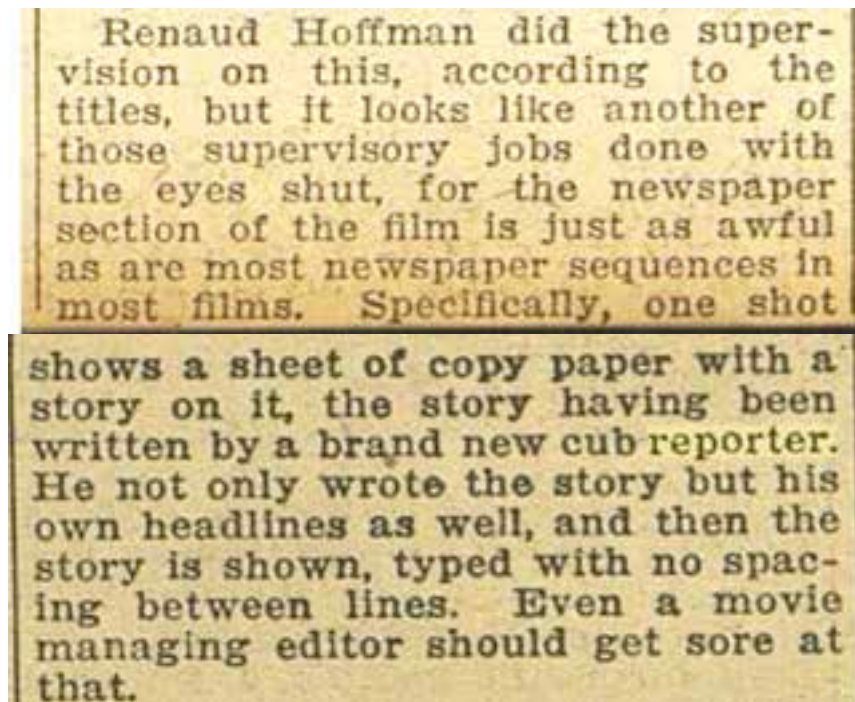 Renaud Hoffman did the super-
vision on this, according to the
titles, but it looks like another of
those supervisory jobs done with
the eyes shut, for the newspaper
section of the film is just as awful
as are most newspaper sequences in
most films. Specifically, one shot
shows a sheet of copy paper with a
story on it, the story having been
written by a brand new cub reporter.
He not only wrote the story but his
own headlines as well, and then the
story is shown, typed with no spac-
ing between lines. Even a movie
managing editor should get sore at
that.